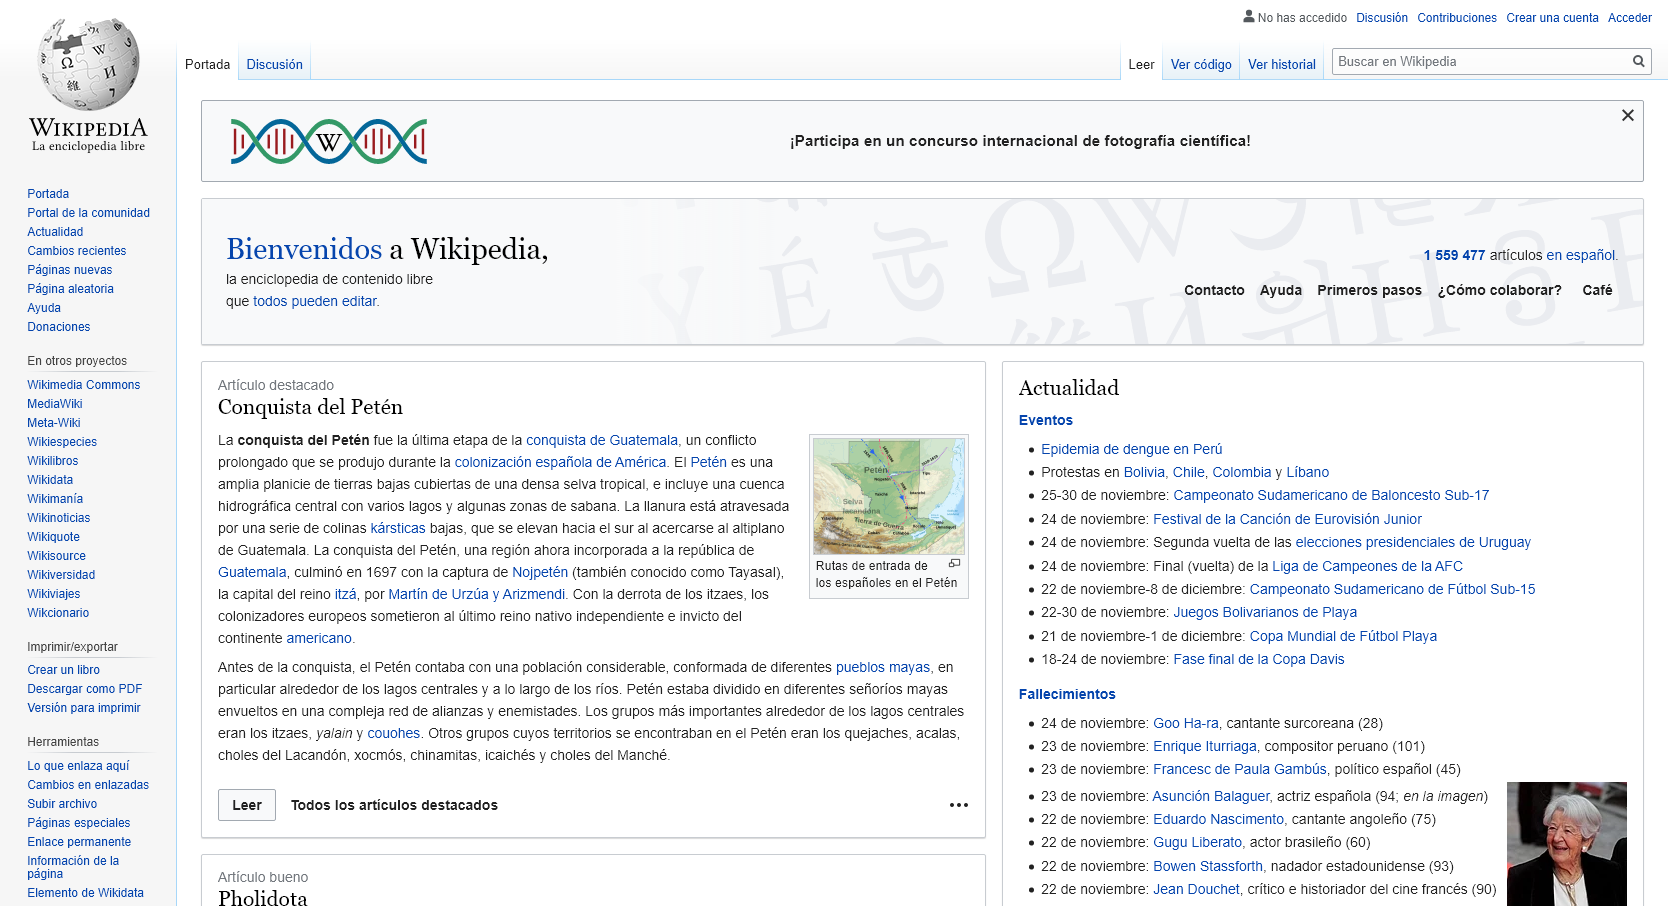 No has accedido Discusión Contribuciones Crear una cuenta Acceder
Portada Discusión Leer Ver código Ver historial Buscar en Wikipedia
WIKIPEDIA
La enciclopedia libre
Portada
Portal de la comunidad
Actualidad
Cambios recientes
Páginas nuevas
Página aleatoria
Ayuda
Donaciones
En otros proyectos
Wikimedia Commons
MediaWiki
Meta-Wiki
Wikiespecies
Wikilibros
Wikidata
Wikimanía
Wikinoticias
Wikiquote
Wikisource
Wikiversidad
Wikiviajes
Wikcionario
Imprimir/exportar
Crear un libro
Descargar como PDF
Versión para imprimir
Herramientas
Lo que enlaza aquí
Cambios en enlazadas
Subir archivo
Páginas especiales
Enlace permanente
Información de la
página
Elemento de Wikidata
W
¡Participa en un concurso internacional de fotografía científica!
Bienvenidos a Wikipedia,
la enciclopedia de contenido libre
que todos pueden editar.
1 559 477 artículos en español.
Contacto Ayuda Primeros pasos ¿Cómo colaborar? Café
Artículo destacado
Conquista del Petén
La conquista del Petén fue la última etapa de la conquista de Guatemala, un conflicto
prolongado que se produjo durante la colonización española de América. El Petén es una
amplia planicie de tierras bajas cubiertas de una densa selva tropical, e incluye una cuenca
hidrográfica central con varios lagos y algunas zonas de sabana. La llanura está atravesada
por una serie de colinas kársticas bajas, que se elevan hacia el sur al acercarse al altiplano
de Guatemala. La conquista del Petén, una región ahora incorporada a la república de
Guatemala, culminó en 1697 con la captura de Nojpetén (también conocido como Tayasal),
la capital del reino itzá, por Martín de Urzúa y Arizmendi. Con la derrota de los itzaes, los
colonizadores europeos sometieron al último reino nativo independiente e invicto del
continente americano.
Petén
Selva
lacandona
Tierra de Guerra
Rutas de entrada de
los españoles en el Petén
Antes de la conquista, el Petén contaba con una población considerable, conformada de diferentes pueblos mayas, en
particular alrededor de los lagos centrales y a lo largo de los ríos. Petén estaba dividido en diferentes señoríos mayas
envueltos en una compleja red de alianzas y enemistades. Los grupos más importantes alrededor de los lagos centrales
eran los itzaes, yalain y couohes. Otros grupos cuyos territorios se encontraban en el Petén eran los quejaches, acalas,
choles del Lacandón, xocmós, chinamitas, icaichés y choles del Manché.
Leer Todos los artículos destacados
Artículo bueno
Pholidota
Actualidad
Eventos
Epidemia de dengue en Perú
Protestas en Bolivia, Chile, Colombia y Líbano
25-30 de noviembre: Campeonato Sudamericano de Baloncesto Sub-17
24 de noviembre: Festival de la Canción de Eurovisión Junior
24 de noviembre: Segunda vuelta de las elecciones presidenciales de Uruguay
24 de noviembre: Final (vuelta) de la Liga de Campeones de la AFC
22 de noviembre-8 de diciembre: Campeonato Sudamericano de Fútbol Sub-15
22-30 de noviembre: Juegos Bolivarianos de Playa
21 de noviembre-1 de diciembre: Copa Mundial de Fútbol Playa
18-24 de noviembre: Fase final de la Copa Davis
Fallecimientos
24 de noviembre: Goo Ha-ra, cantante surcoreana (28)
23 de noviembre: Enrique Iturriaga, compositor peruano (101)
23 de noviembre: Francesc de Paula Gambús, político español (45)
23 de noviembre: Asunción Balaguer, actriz española (94; en la imagen)
22 de noviembre: Eduardo Nascimento, cantante angoleño (75)
22 de noviembre: Gugu Liberato, actor brasileño (60)
22 de noviembre: Bowen Stassforth, nadador estadounidense (93)
22 de noviembre: Jean Douchet, crítico e historiador del cine francés (90)